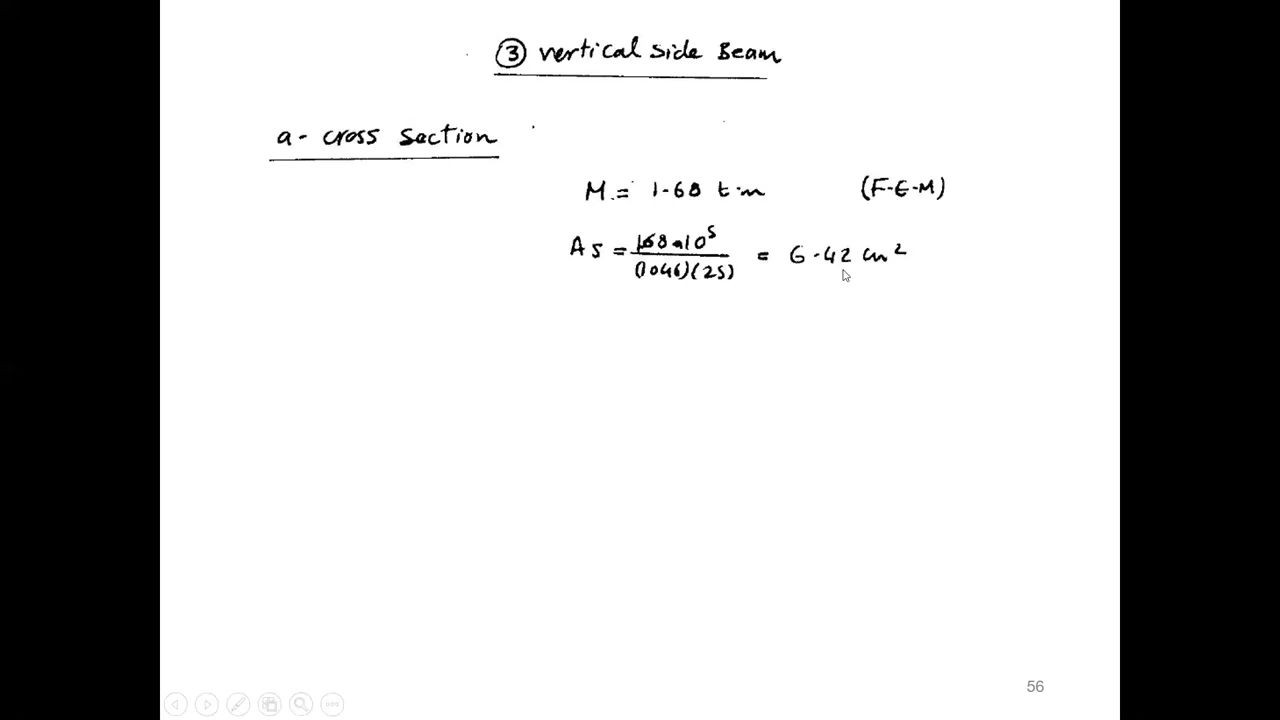 ③ vertical side Beam
a- cross section
M = 1.68 t.m (F.E.M)
As = 1.68*10^5 / (1046)(25) = 6.42 cm²
56